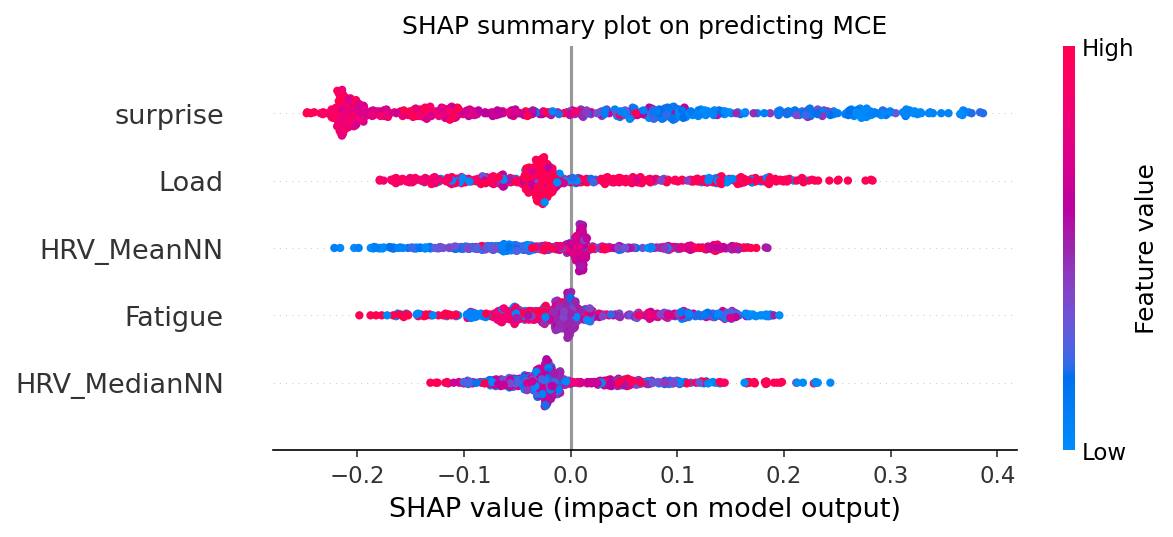 SHAP summary plot on predicting MCE
High
surprise
Load
HRV_MeanNN
Fatigue
HRV_MedianNN
Feature value
Low
−0.2 −0.1 0.0 0.1 0.2 0.3 0.4
SHAP value (impact on model output)